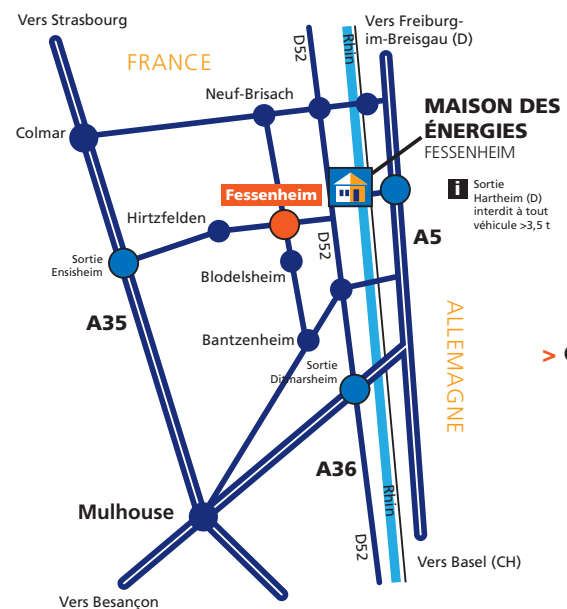 Vers Strasbourg
Vers Freiburg-
im-Breisgau (D)
D52
Rhin
FRANCE
Neuf-Brisach
MAISON DES
ÉNERGIES
FESSENHEIM
Colmar
Fessenheim
i
Sortie
Hartheim (D)
interdit à tout
véhicule >3,5 t
Hirtzfelden
D52
A5
Sortie
Ensisheim
Blodelsheim
A35
Bantzenheim
ALLEMAGNE
Sortie
Ditmarsheim
>
A36
Rhin
Mulhouse
D52
Vers Basel (CH)
Vers Besançon